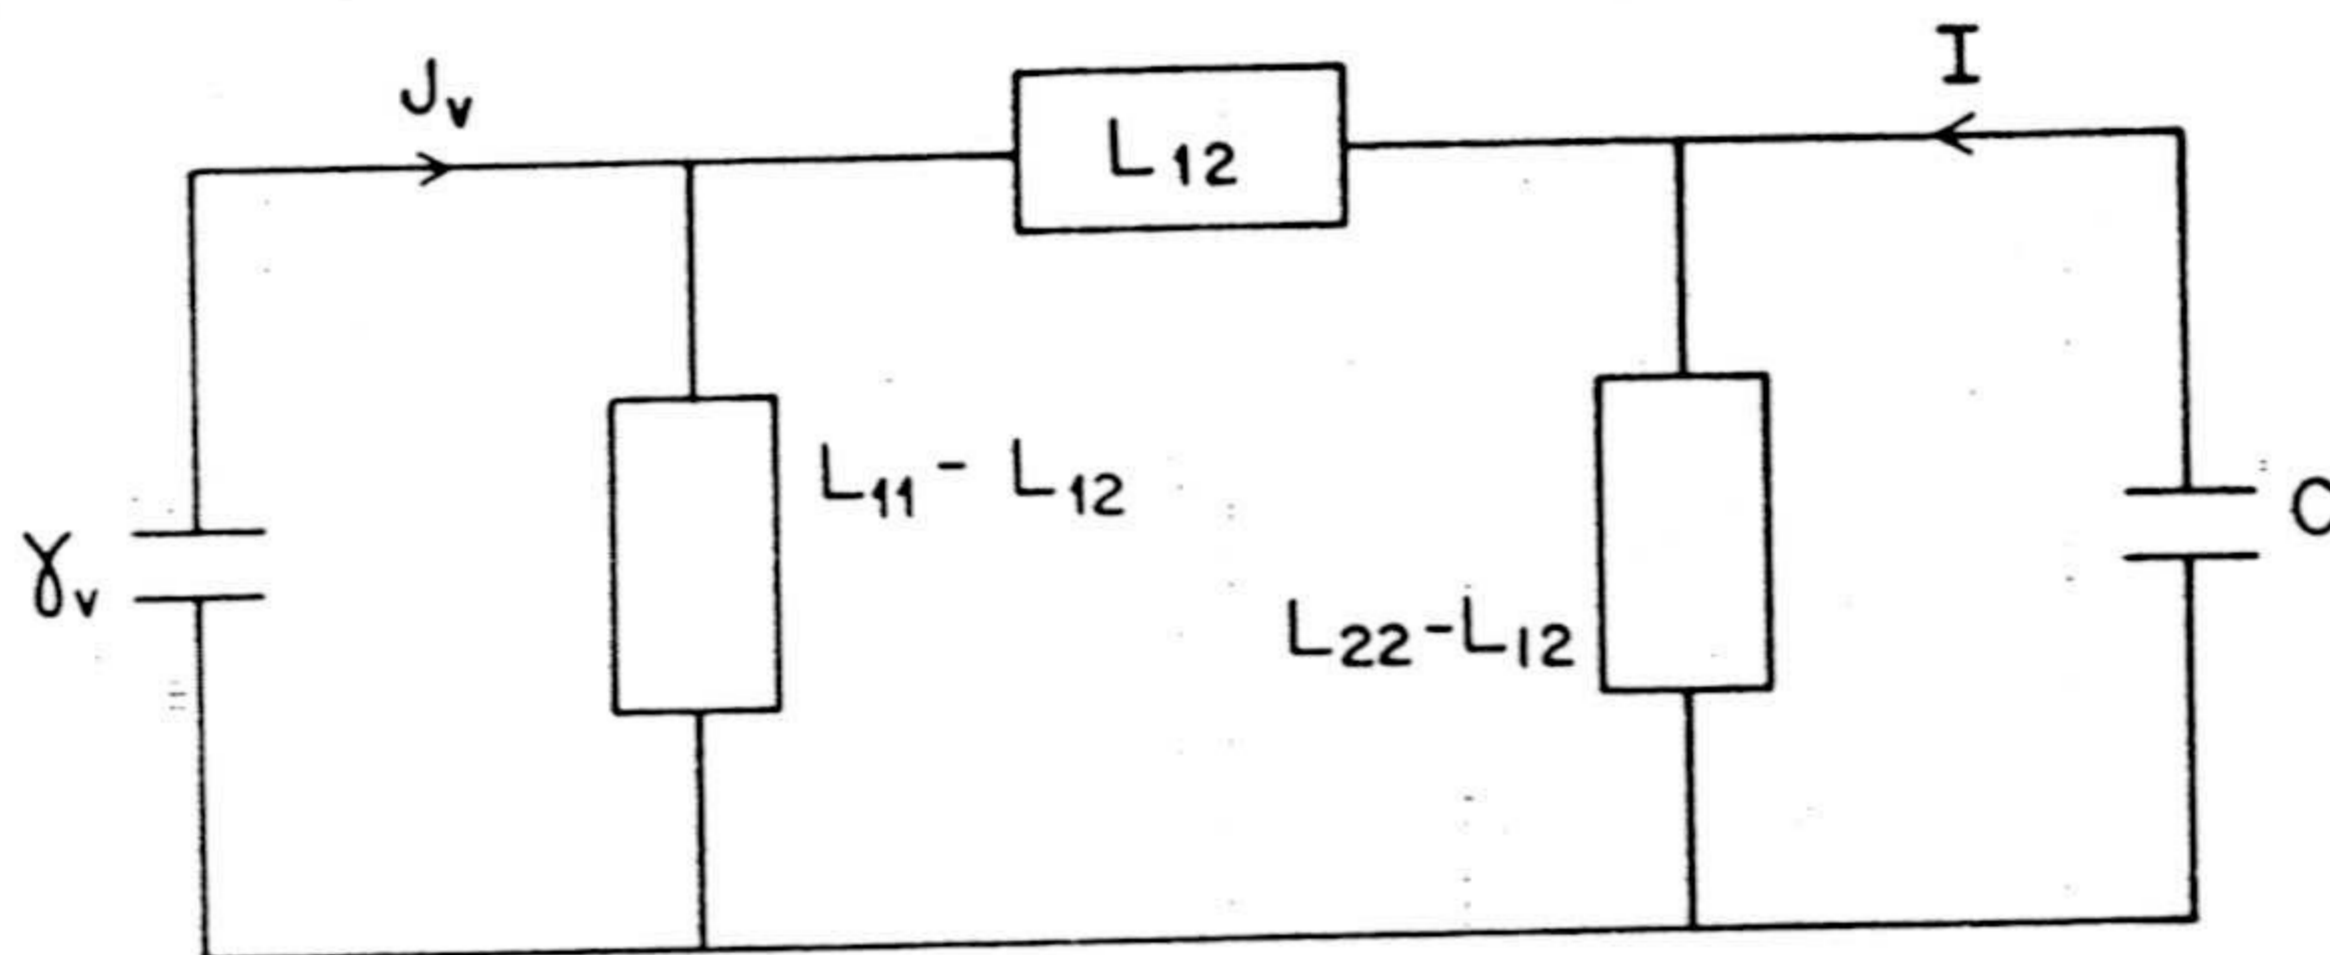 Jᵥ
I
L₁₂
L₁₁ - L₁₂
γᵥ
L₂₂-L₁₂